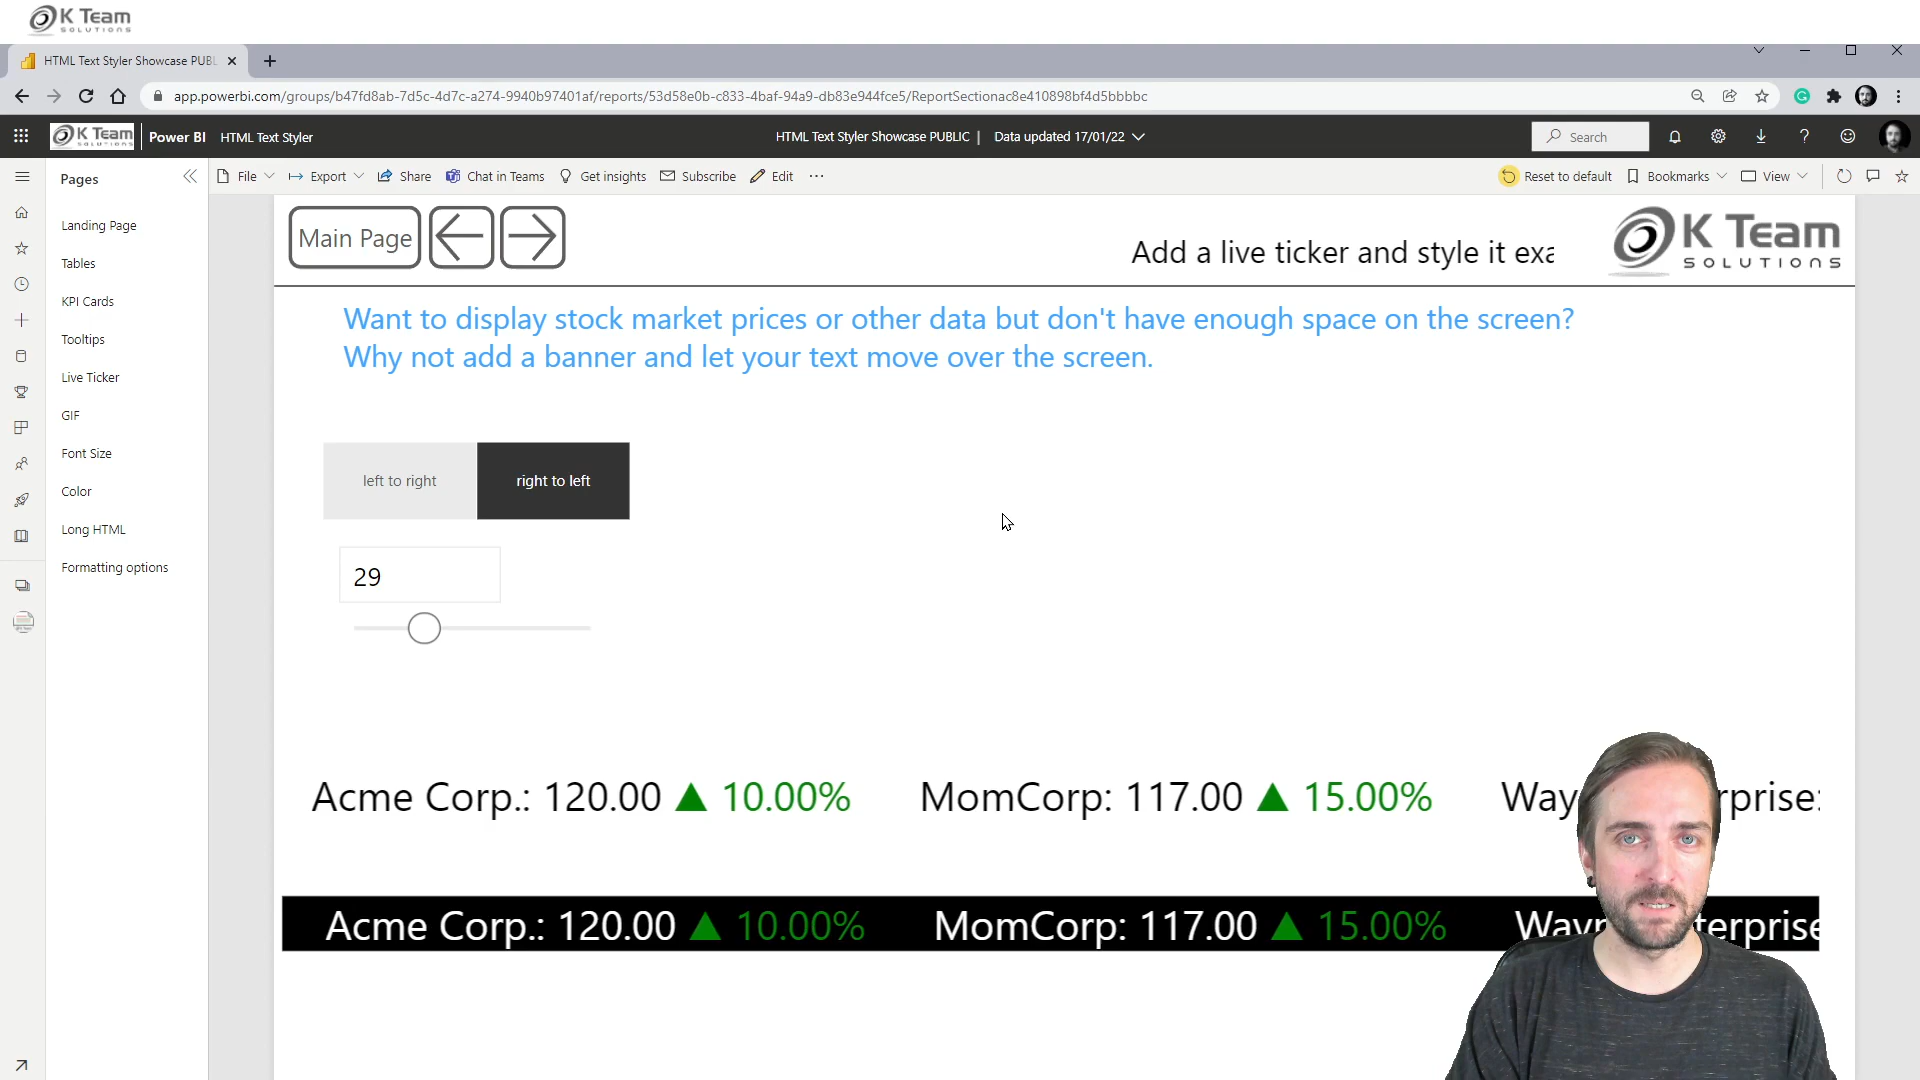 K Team
SOLUTIONS
HTML Text Styler Showcase PUBL
app.powerbi.com/groups/b47fd8ab-7d5c-4d7c-a274-9940b97401af/reports/53d58e0b-c833-4baf-94a9-db83e944fce5/ReportSectionac8e410898bf4d5bbbbc
K Team
SOLUTIONS
Power BI HTML Text Styler
HTML Text Styler Showcase PUBLIC | Data updated 17/01/22
Search
Pages
File Export Share Chat in Teams Get insights Subscribe Edit ···
Reset to default Bookmarks View
Landing Page
Tables
KPI Cards
Tooltips
Live Ticker
GIF
Font Size
Color
Long HTML
Formatting options
Main Page
Add a live ticker and style it exa
K Team
SOLUTIONS
Want to display stock market prices or other data but don't have enough space on the screen?
Why not add a banner and let your text move over the screen.
left to right
right to left
29
Acme Corp.: 120.00 ▲ 10.00% MomCorp: 117.00 ▲ 15.00% Way rprise:
Acme Corp.: 120.00 ▲ 10.00% MomCorp: 117.00 ▲ 15.00% Wayn terprise